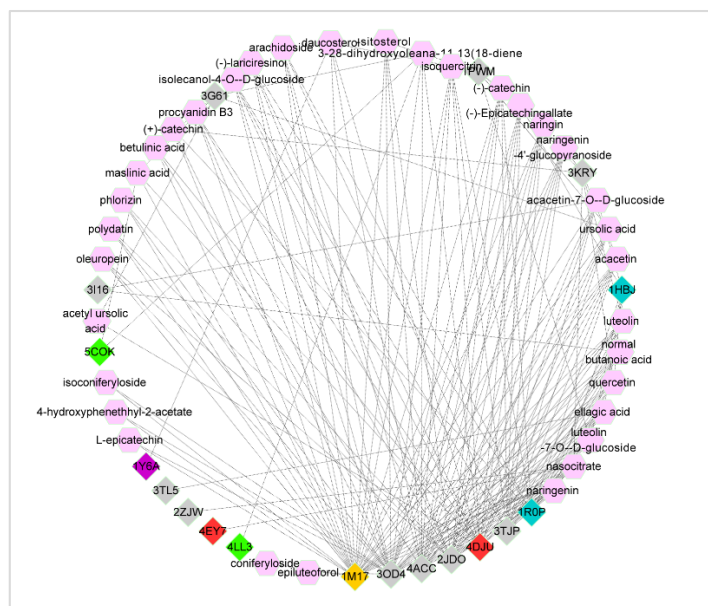 daucosterol
sitosterol
arachidoside
3-28-dihydroxyoleana-11,13(18-diene
(-)-lariciresinol
isoquercitrin
1PWM
isolecanol-4-O--D-glucoside
(-)-catechin
3G61
(-)-Epicatechingallate
procyanidin B3
naringin
(+)-catechin
naringenin
-4'-glucopyranoside
betulinic acid
maslinic acid
3KRY
phlorizin
acacetin-7-O--D-glucoside
polydatin
ursolic acid
oleuropein
acacetin
3I16
1HBJ
acetyl ursolic
acid
luteolin
5COK
normal
butanoic acid
isoconiferyloside
quercetin
4-hydroxyphenethhyl-2-acetate
ellagic acid
L-epicatechin
luteolin
-7-O--D-glucoside
1Y6A
nasocitrate
3TL5
naringenin
2ZJW
1R0P
4EY7
3TJP
4LL3
4DJU
coniferyloside
2JDO
epiluteoforol
4ACC
1M17
3OD4